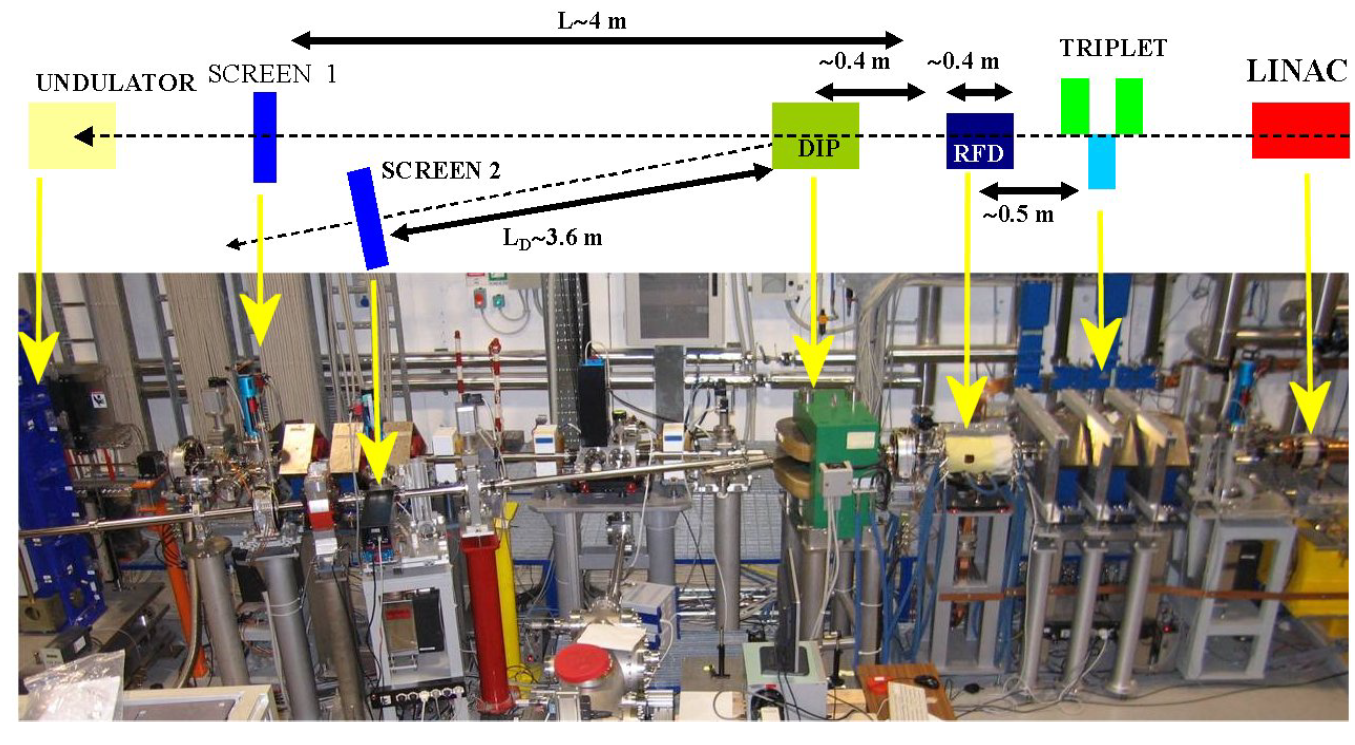 L~4 m
~0.4 m
~0.4 m
TRIPLET
LINAC
UNDULATOR
SCREEN 1
DIP
RFD
SCREEN 2
~0.5 m
L_D~3.6 m